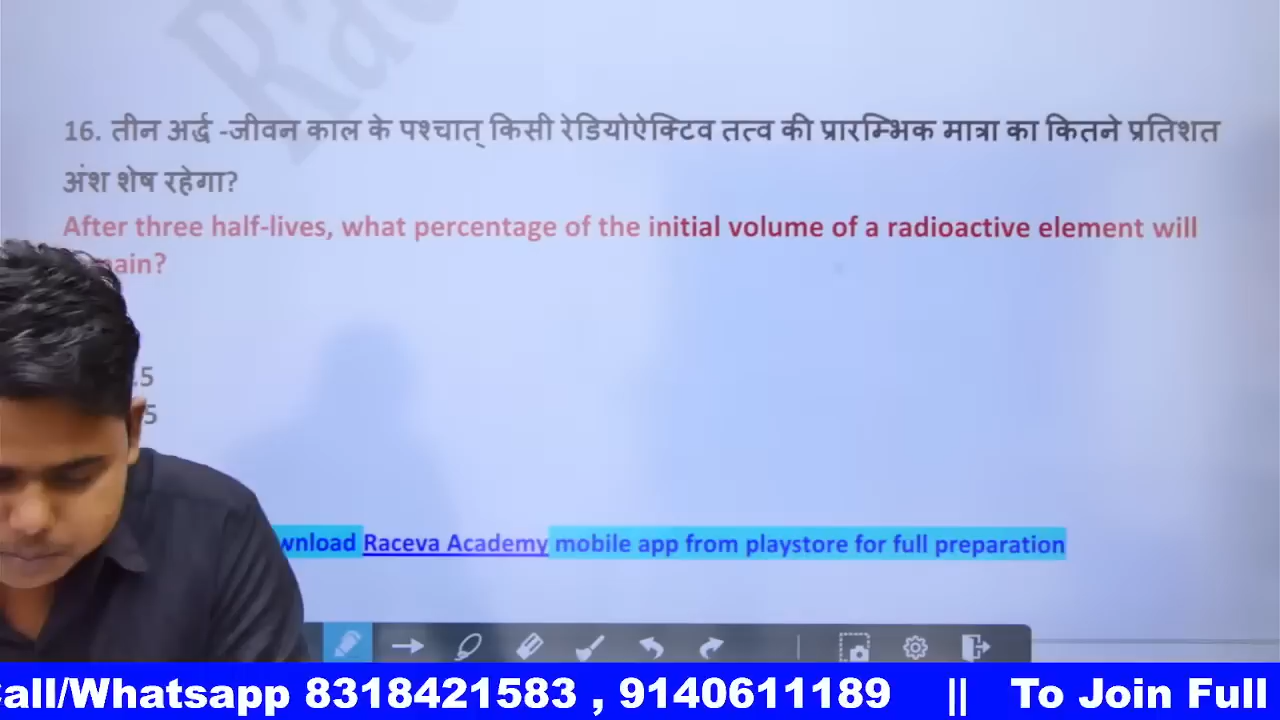 16. तीन अर्द्ध -जीवन काल के पश्चात् किसी रेडियोऐक्टिव तत्व की प्रारम्भिक मात्रा का कितने प्रतिशत
अंश शेष रहेगा?
After three half-lives, what percentage of the initial volume of a radioactive element will
.5
5
Raceva Academy mobile app from playstore for full preparation
Call/Whatsapp 8318421583 , 9140611189 || To Join Full